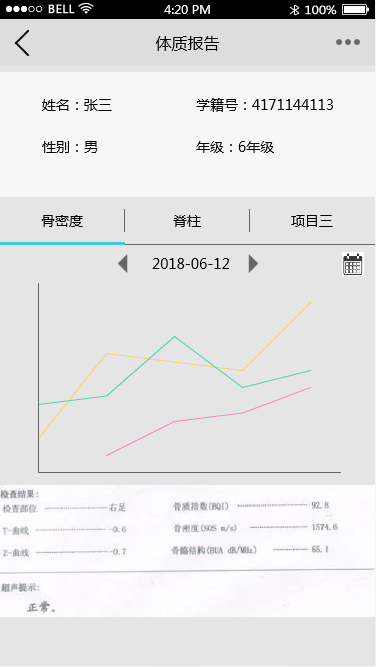 BELL 4:20 PM 100%
体质报告
姓名：张三 学籍号：4171144113
性别：男 年级：6年级
骨密度 脊柱 项目三
2018-06-12
检查结果:
检查部位 右足 骨质指数(BQI) 92.8
T-曲线 -0.6 骨密度(SOS m/s) 1574.6
Z-曲线 -0.7 骨骼结构(BUA dB/MHz) 65.1
超声提示:
正常。